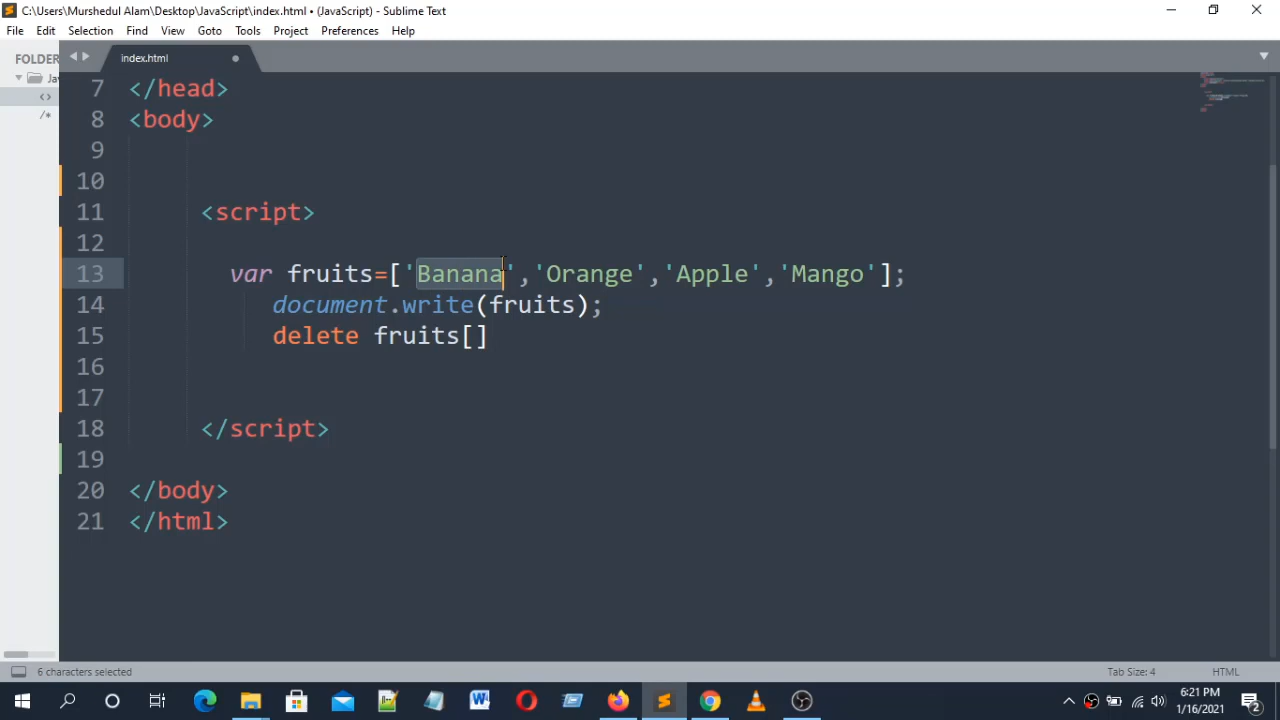 C:\Users\Murshedul Alam\Desktop\JavaScript\index.html • (JavaScript) - Sublime Text
File Edit Selection Find View Goto Tools Project Preferences Help
FOLDER
Ja
<>
/*
index.html
7 </head>
8 <body>
9
10
11 <script>
12
13 var fruits=['Banana','Orange','Apple','Mango'];
14 document.write(fruits);
15 delete fruits[]
16
17
18 </script>
19
20 </body>
21 </html>
6 characters selected Tab Size: 4 HTML
6:21 PM
1/16/2021
2